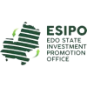 ESIPO
EDO STATE
INVESTMENT
PROMOTION
OFFICE